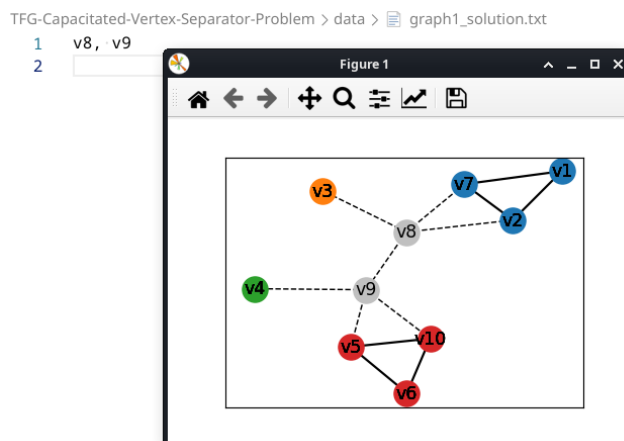 TFG-Capacitated-Vertex-Separator-Problem > data > graph1_solution.txt
1 v8, v9
2
Figure 1
v1
v7
v3
v2
v8
v4
v9
v10
v5
v6